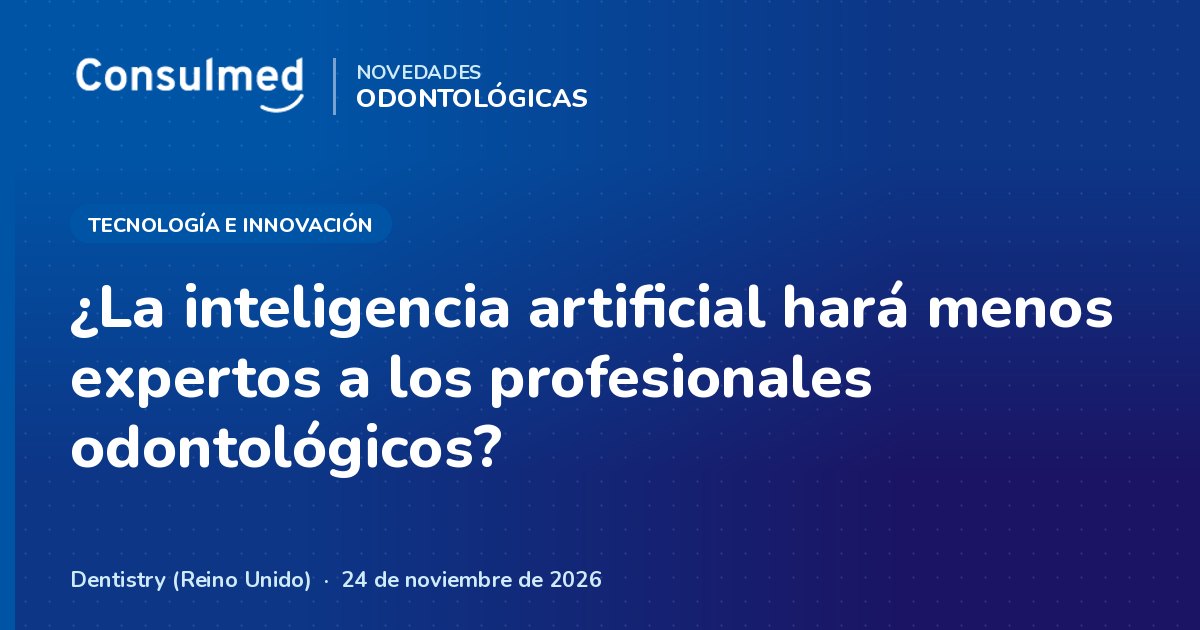 Consulmed
NOVEDADES
ODONTOLÓGICAS
TECNOLOGÍA E INNOVACIÓN
¿La inteligencia artificial hará menos
expertos a los profesionales
odontológicos?
Dentistry (Reino Unido) · 24 de noviembre de 2026